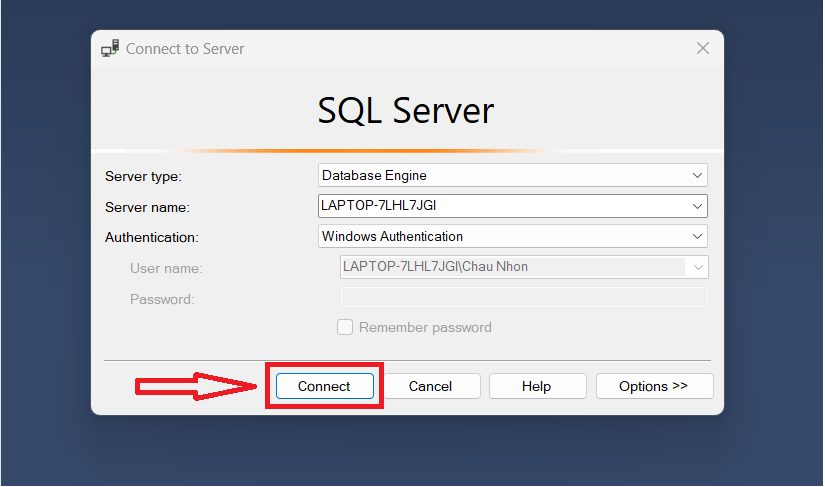 Connect to Server
SQL Server
Server type: Database Engine
Server name: LAPTOP-7LHL7JGI
Authentication: Windows Authentication
User name: LAPTOP-7LHL7JGI\Chau Nhon
Password:
Remember password
Connect Cancel Help Options >>